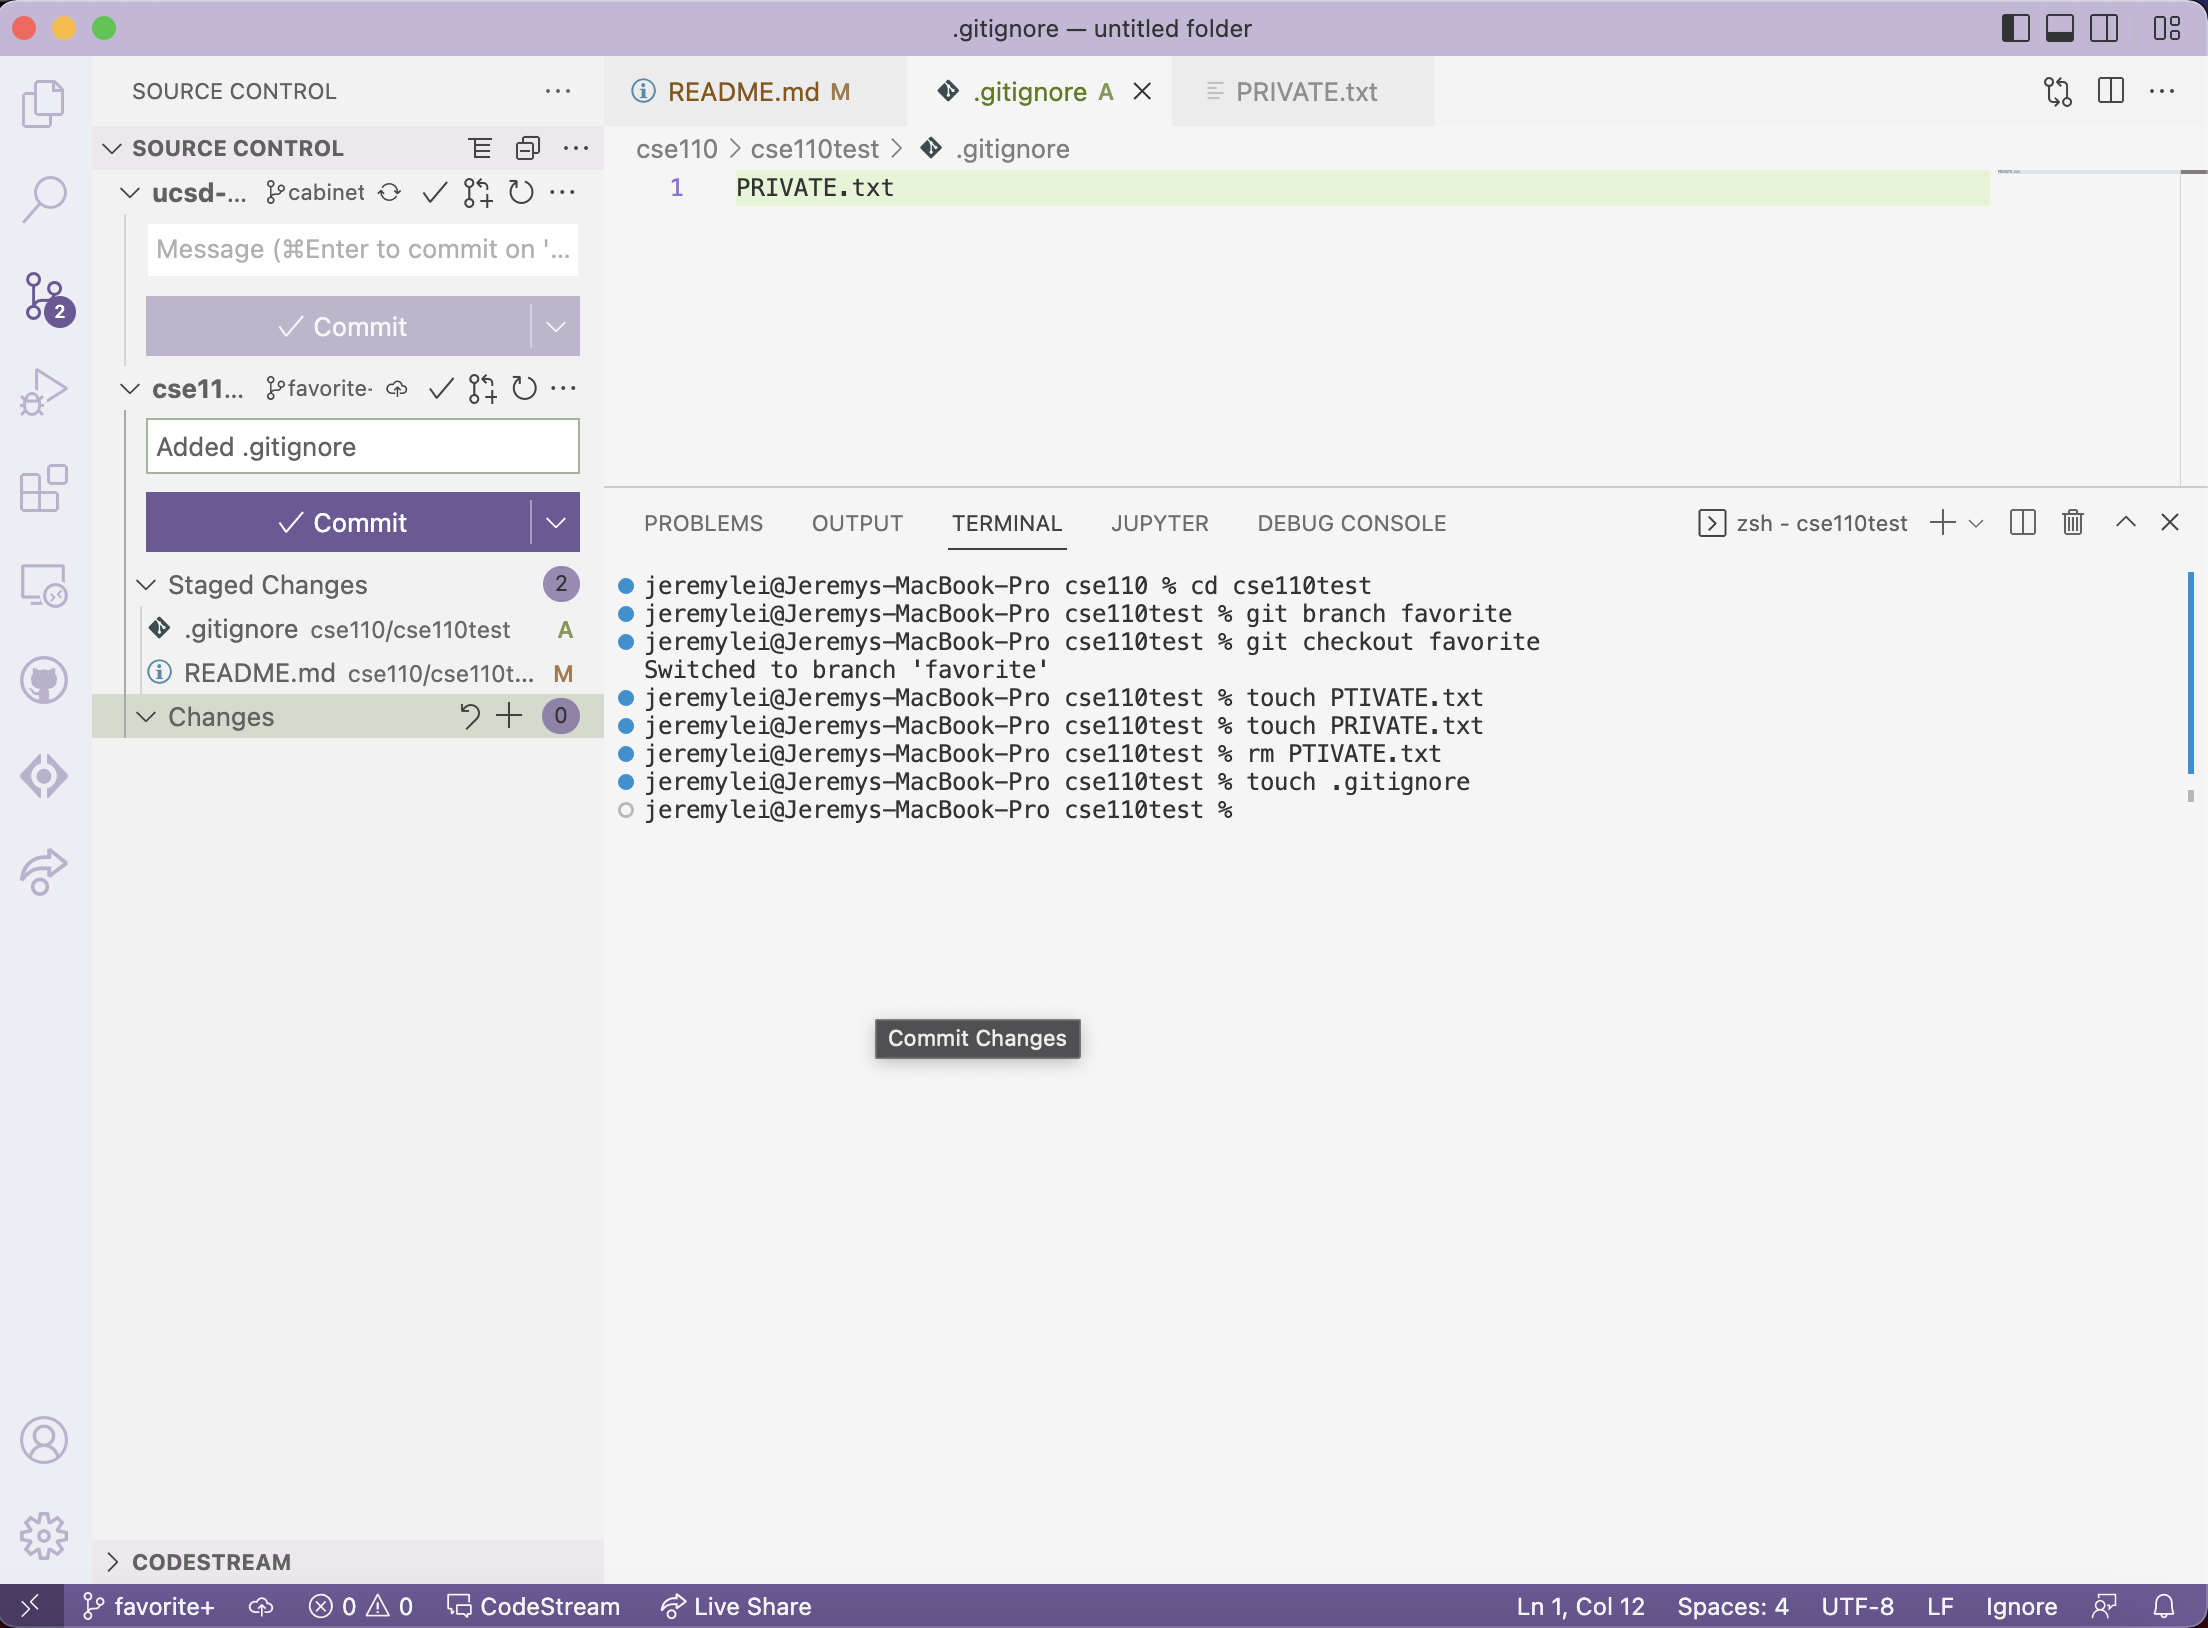 .gitignore — untitled folder
SOURCE CONTROL
README.md M
.gitignore A
PRIVATE.txt
SOURCE CONTROL
cse110 > cse110test > .gitignore
ucsd-... cabinet
1 PRIVATE.txt
Message (⌘Enter to commit on '...
Commit
cse11... favorite-
Added .gitignore
Commit
Staged Changes 2
.gitignore cse110/cse110test A
README.md cse110/cse110t... M
Changes 0
2
PROBLEMS OUTPUT TERMINAL JUPYTER DEBUG CONSOLE
zsh - cse110test
jeremylei@Jeremys-MacBook-Pro cse110 % cd cse110test
jeremylei@Jeremys-MacBook-Pro cse110test % git branch favorite
jeremylei@Jeremys-MacBook-Pro cse110test % git checkout favorite
Switched to branch 'favorite'
jeremylei@Jeremys-MacBook-Pro cse110test % touch PTIVATE.txt
jeremylei@Jeremys-MacBook-Pro cse110test % touch PRIVATE.txt
jeremylei@Jeremys-MacBook-Pro cse110test % rm PTIVATE.txt
jeremylei@Jeremys-MacBook-Pro cse110test % touch .gitignore
jeremylei@Jeremys-MacBook-Pro cse110test %
Commit Changes
CODESTREAM
favorite+ 0 0 CodeStream Live Share
Ln 1, Col 12 Spaces: 4 UTF-8 LF Ignore